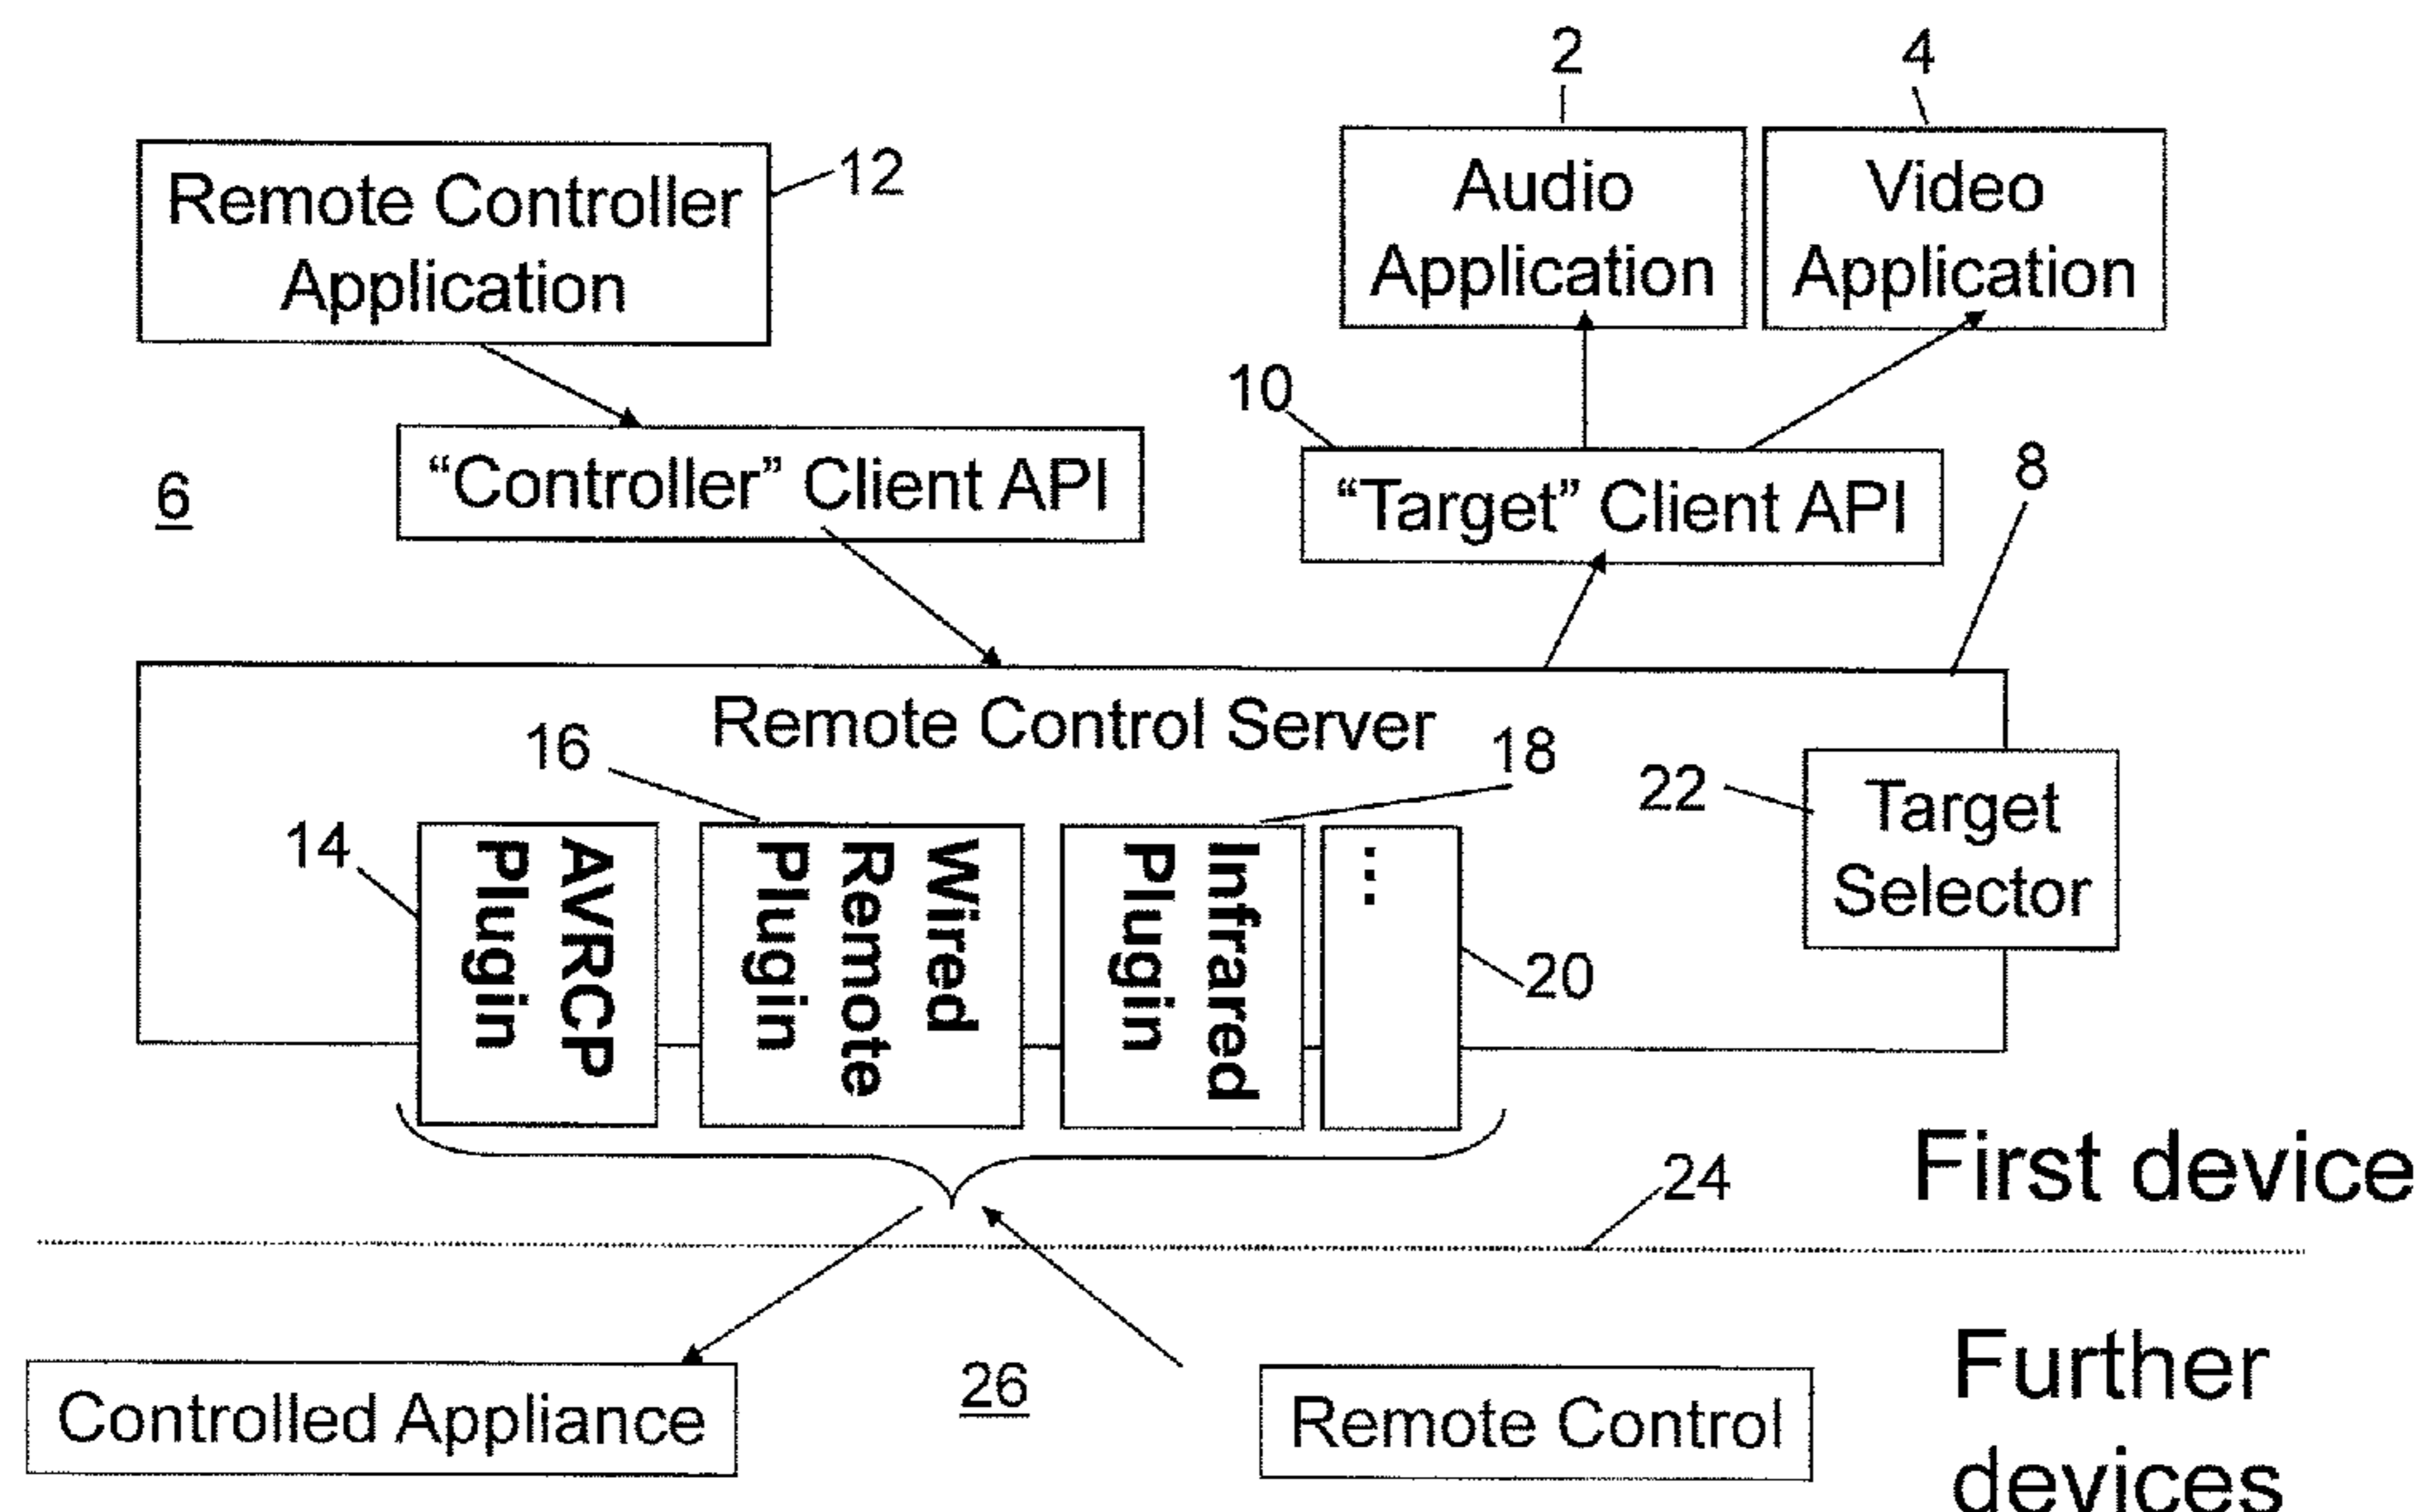 2
4
Remote Controller
Application
12
Audio
Application
Video
Application
10
6
“Controller” Client API
“Target” Client API
8
Remote Control Server
16
18
22
Target
Selector
14
AVRCP
Plugin
Wired
Remote
Plugin
Infrared
Plugin
...
20
First device
24
Further
devices
Controlled Appliance
26
Remote Control